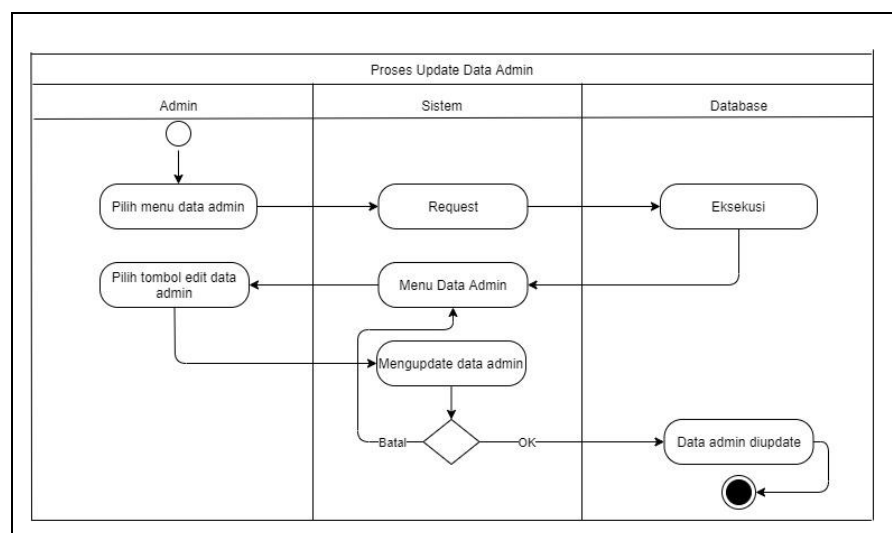 Proses Update Data Admin
Admin
Sistem
Database
Pilih menu data admin
Request
Eksekusi
Pilih tombol edit data
admin
Menu Data Admin
Mengupdate data admin
Batal
OK
Data admin diupdate